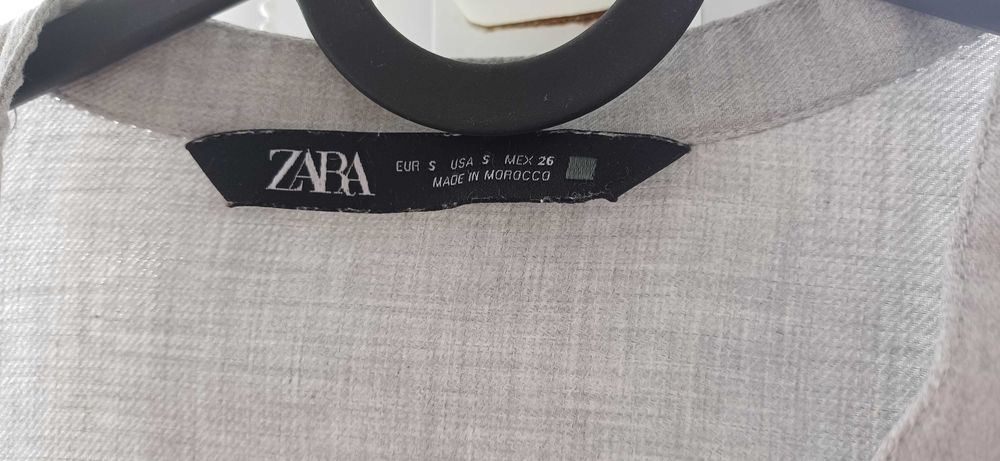 ZARA
EUR S USA S MEX 26
MADE IN MOROCCO